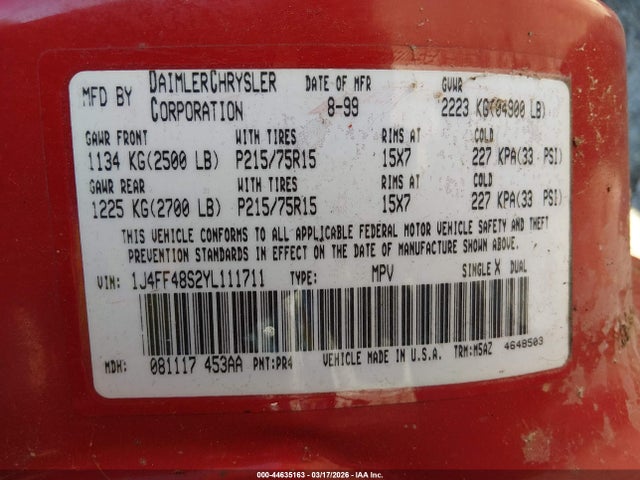 MFD BY DAIMLERCHRYSLER CORPORATION DATE OF MFR 8-99 GVWR 2223 KG(04900 LB)
GAWR FRONT WITH TIRES RIMS AT COLD
1134 KG(2500 LB) P215/75R15 15X7 227 KPA(33 PSI)
GAWR REAR WITH TIRES RIMS AT COLD
1225 KG(2700 LB) P215/75R15 15X7 227 KPA(33 PSI)
THIS VEHICLE CONFORMS TO ALL APPLICABLE FEDERAL MOTOR VEHICLE SAFETY AND THEFT
PREVENTION STANDARDS IN EFFECT ON THE DATE OF MANUFACTURE SHOWN ABOVE.
VIN: 1J4FF48S2YL111711 TYPE: MPV SINGLE X DUAL
MDH: 081117 453AA PNT:PR4 VEHICLE MADE IN U.S.A. TRM:M5AZ 4648503
000-44635163 | 03/17/2026 | IAA Inc.